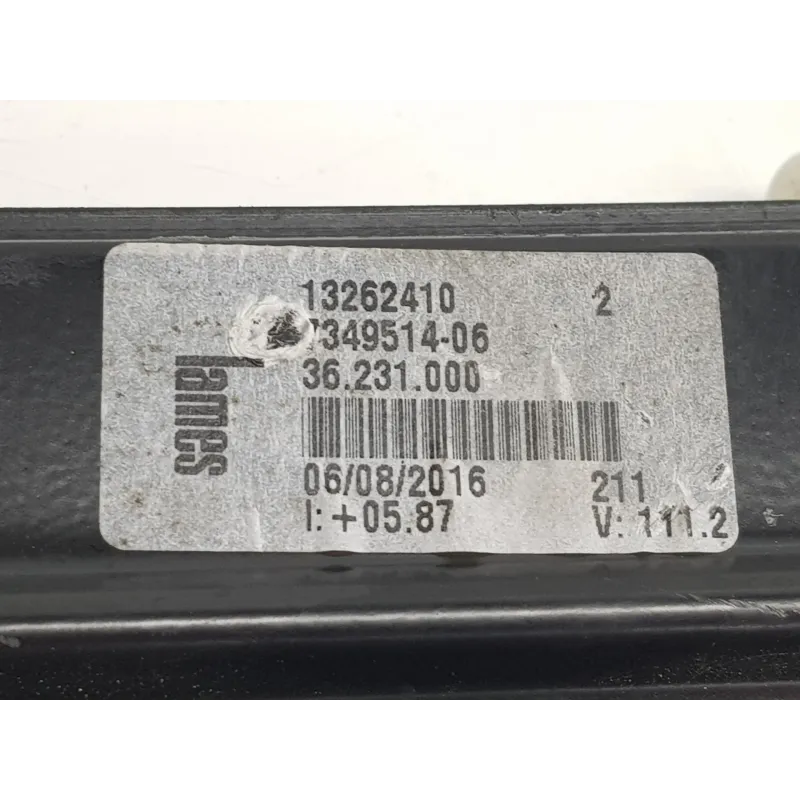 13262410 2
349514-06
36.231.000
lames
06/08/2016 211
I: +05.87 V: 111.2